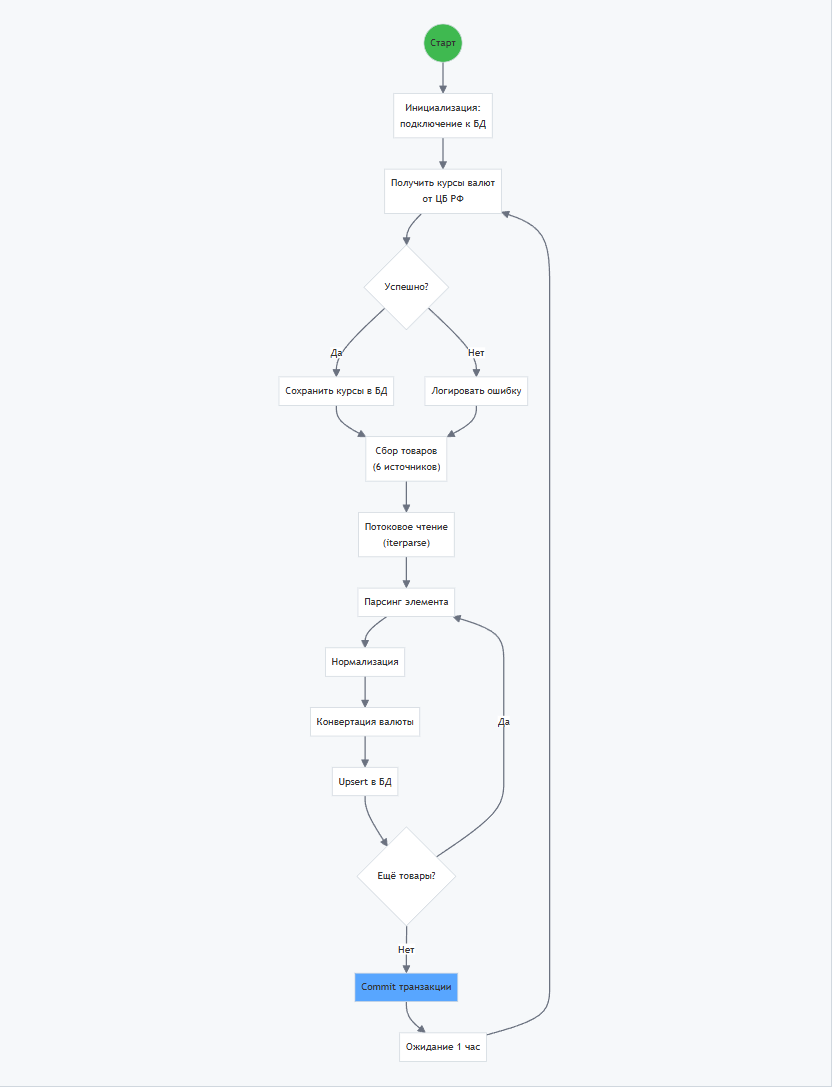 Старт
Инициализация:
подключение к БД
Получить курсы валют
от ЦБ РФ
Успешно?
Да
Нет
Сохранить курсы в БД
Логировать ошибку
Сбор товаров
(6 источников)
Потоковое чтение
(iterparse)
Парсинг элемента
Нормализация
Конвертация валюты
Да
Upsert в БД
Ещё товары?
Нет
Commit транзакции
Ожидание 1 час